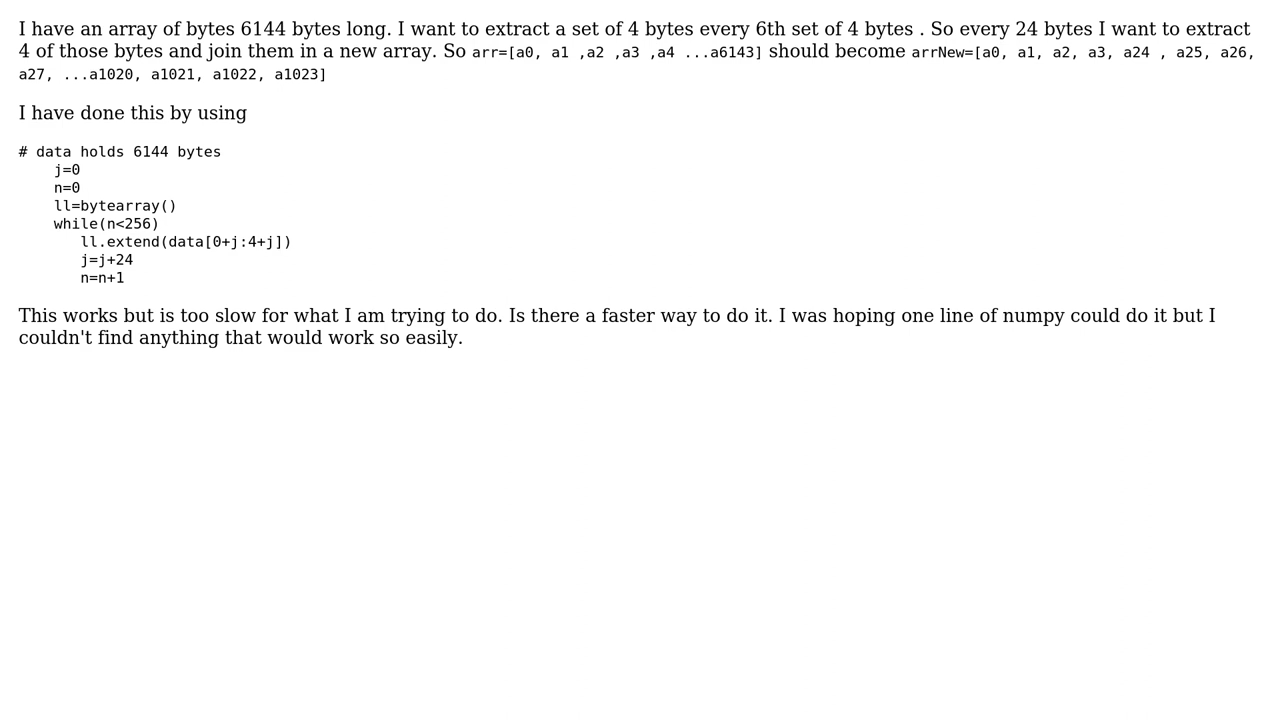 I have an array of bytes 6144 bytes long. I want to extract a set of 4 bytes every 6th set of 4 bytes . So every 24 bytes I want to extract
4 of those bytes and join them in a new array. So arr=[a0, a1 ,a2 ,a3 ,a4 ...a6143] should become arrNew=[a0, a1, a2, a3, a24 , a25, a26,
a27, ...a1020, a1021, a1022, a1023]
I have done this by using
# data holds 6144 bytes
    j=0
    n=0
    ll=bytearray()
    while(n<256)
       ll.extend(data[0+j:4+j])
       j=j+24
       n=n+1
This works but is too slow for what I am trying to do. Is there a faster way to do it. I was hoping one line of numpy could do it but I
couldn't find anything that would work so easily.